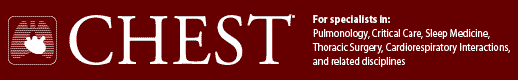 CHEST
For specialists in:
Pulmonology, Critical Care, Sleep Medicine,
Thoracic Surgery, Cardiorespiratory Interactions,
and related disciplines